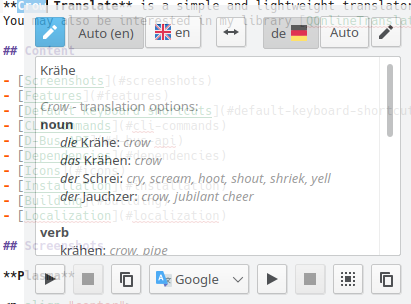 **Crow Translate** is a simple and lightweight translator
You may also be interested in my library [QOnlineTranslator
Auto (en) en de Auto
## Content
Krähe
- [Screenshots](#screenshots)
- [Features](#features)
Crow - translation options:
- [Default keyboard shortcuts](#default-keyboard-shortcut
noun
- [CLI commands](#cli-commands)
die Krähe: crow
- [D-Bus API](#d-bus-api)
das Krähen: crow
- [Dependencies](#dependencies)
- [Icons](#icons)
der Schrei: cry, scream, hoot, shout, shriek, yell
- [Installation](#installation)
der Jauchzer: crow, jubilant cheer
- [Localization](#localization)
verb
## Screenshots
krähen: crow, pipe
**Plasma**
Google